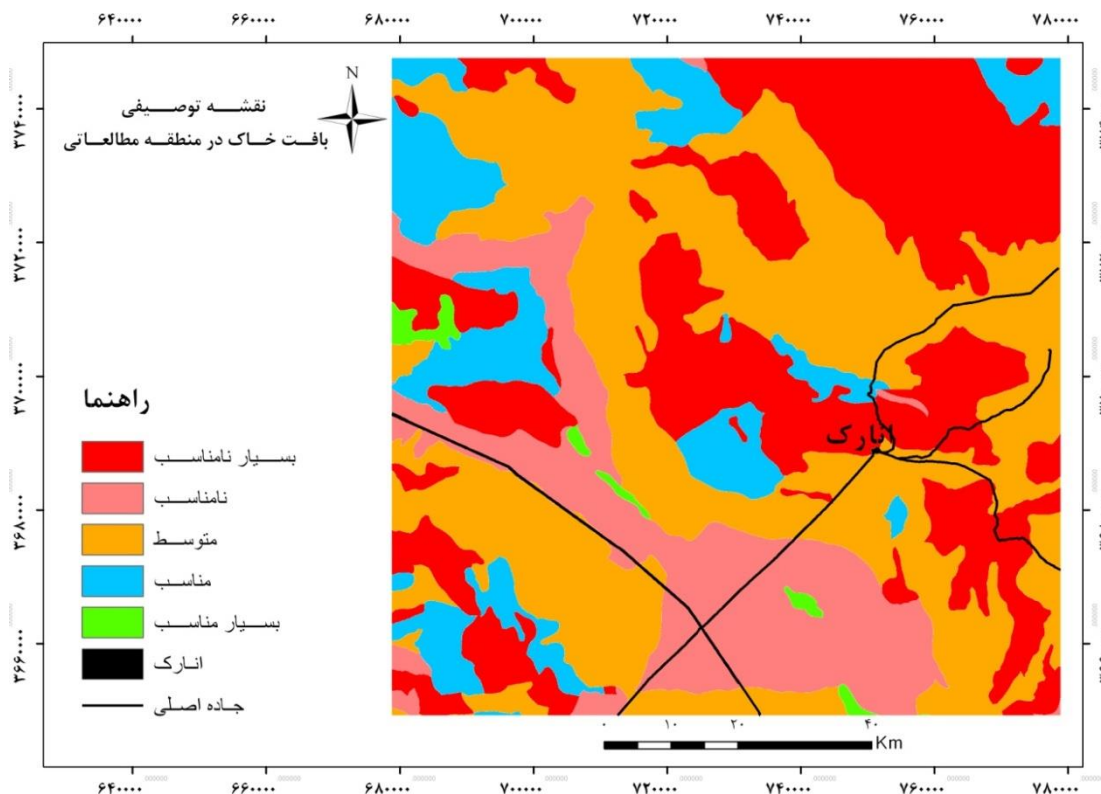 ۶۴۰۰۰۰ ۶۶۰۰۰۰ ۶۸۰۰۰۰ ۷۰۰۰۰۰ ۷۲۰۰۰۰ ۷۴۰۰۰۰ ۷۶۰۰۰۰ ۷۸۰۰۰۰
نقشه توصیفی
بافت خاک در منطقه مطالعاتی
N
۳۷۴۰۰۰۰
۳۷۲۰۰۰۰
۳۷۰۰۰۰۰
۳۶۸۰۰۰۰
۳۶۶۰۰۰۰
انارک
راهنما
بسیار نامناسب
نامناسب
متوسط
مناسب
بسیار مناسب
انارک
جاده اصلی
۰ ۱۰ ۲۰ ۴۰
Km
۶۴۰۰۰۰ ۶۶۰۰۰۰ ۶۸۰۰۰۰ ۷۰۰۰۰۰ ۷۲۰۰۰۰ ۷۴۰۰۰۰ ۷۶۰۰۰۰ ۷۸۰۰۰۰